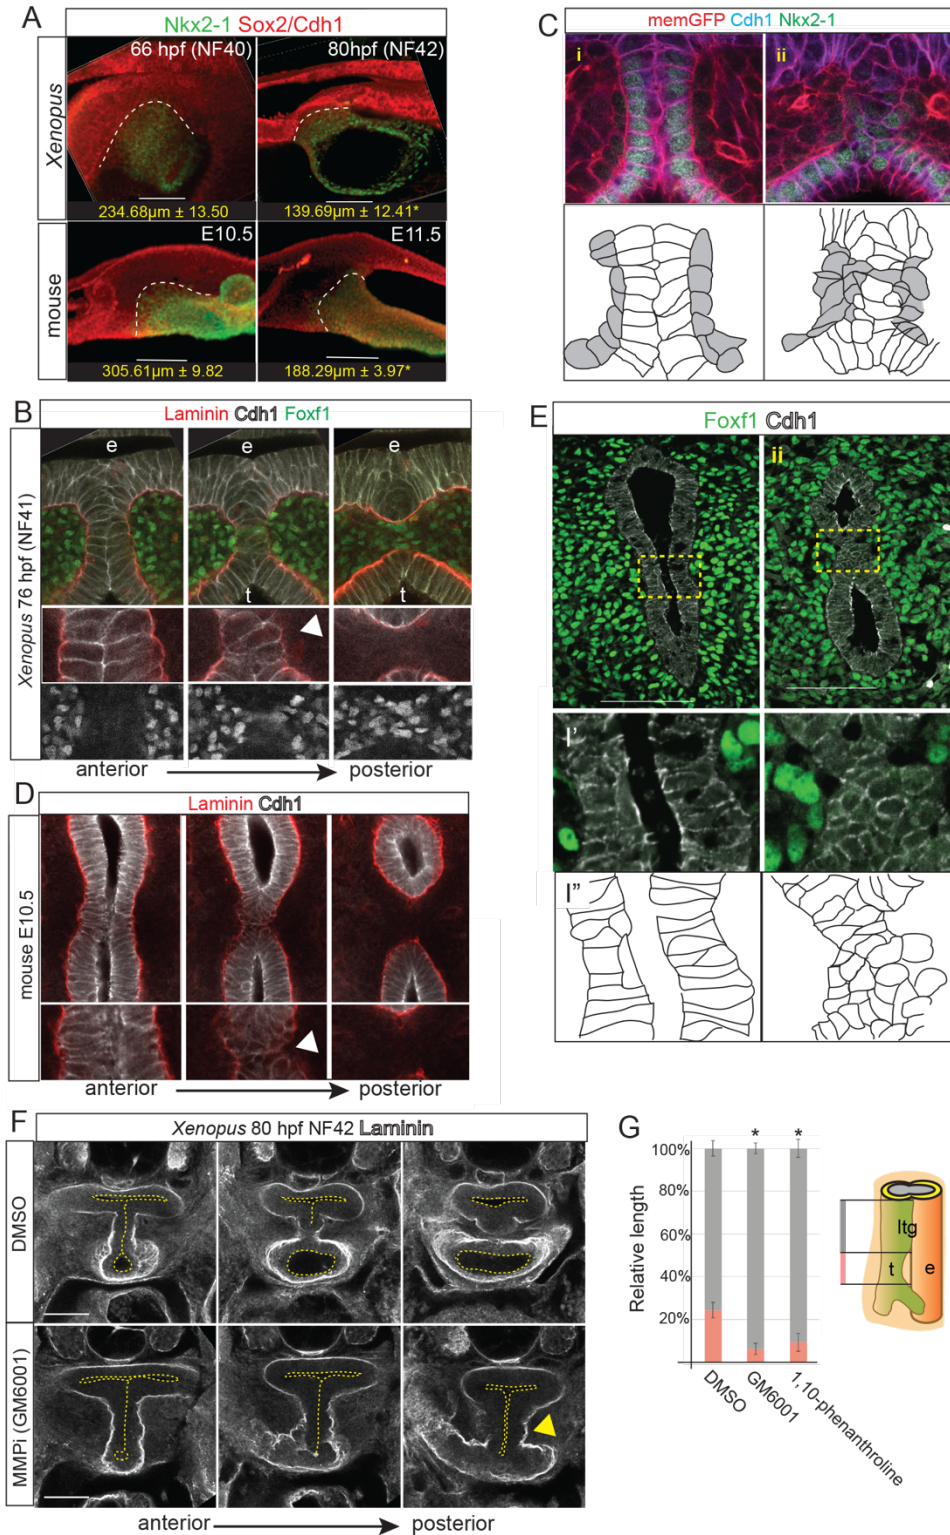 A
Nkx2-1 Sox2/Cdh1
Xenopus
66 hpf (NF40)
80hpf (NF42)
234.68µm ± 13.50
139.69µm ± 12.41*
mouse
E10.5
E11.5
305.61µm ± 9.82
188.29µm ± 3.97*
B
Laminin Cdh1 Foxf1
Xenopus 76 hpf (NF41)
e
e
e
t
t
anterior
posterior
C
memGFP Cdh1 Nkx2-1
i
ii
D
Laminin Cdh1
mouse E10.5
anterior
posterior
E
Foxf1 Cdh1
ii
I'
I"
F
Xenopus 80 hpf NF42 Laminin
DMSO
MMPi (GM6001)
anterior
posterior
G
Relative length
100%
80%
60%
40%
20%
*
*
DMSO
GM6001
1,10-phenanthroline
ltg
t
e